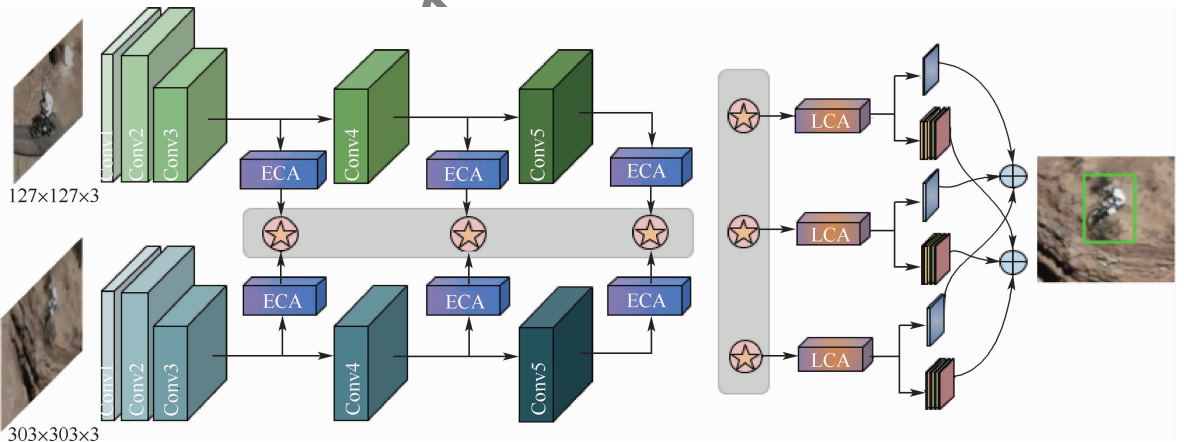 Conv1
Conv2
Conv3
Conv4
Conv5
ECA
ECA
ECA
127×127×3
LCA
LCA
LCA
ECA
ECA
ECA
Conv1
Conv2
Conv3
Conv4
Conv5
303×303×3